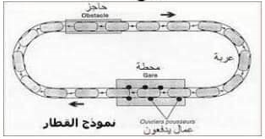 حاجز
Obstacle
عربة
محطة
Gare
Ouvriers pousseurs
عمال يدفعون
نموذج القطار